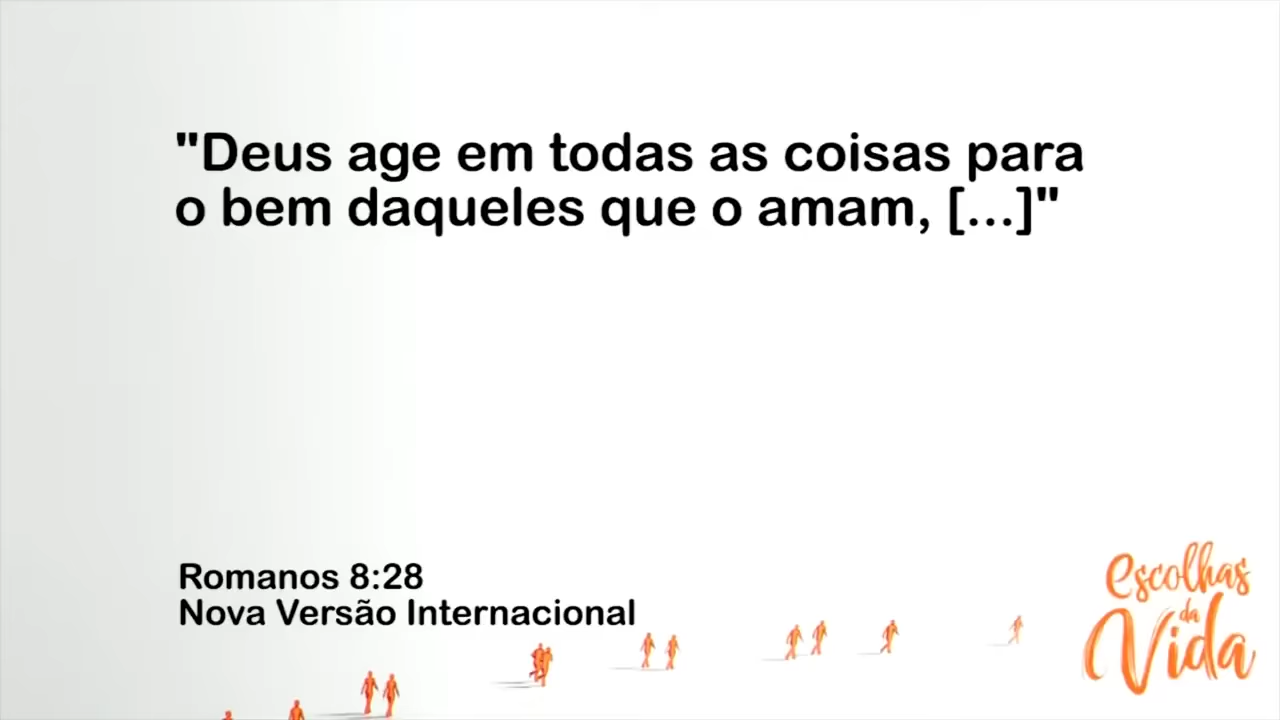 "Deus age em todas as coisas para
o bem daqueles que o amam, [...]"
Romanos 8:28
Nova Versão Internacional
Escolhas
da
Vida